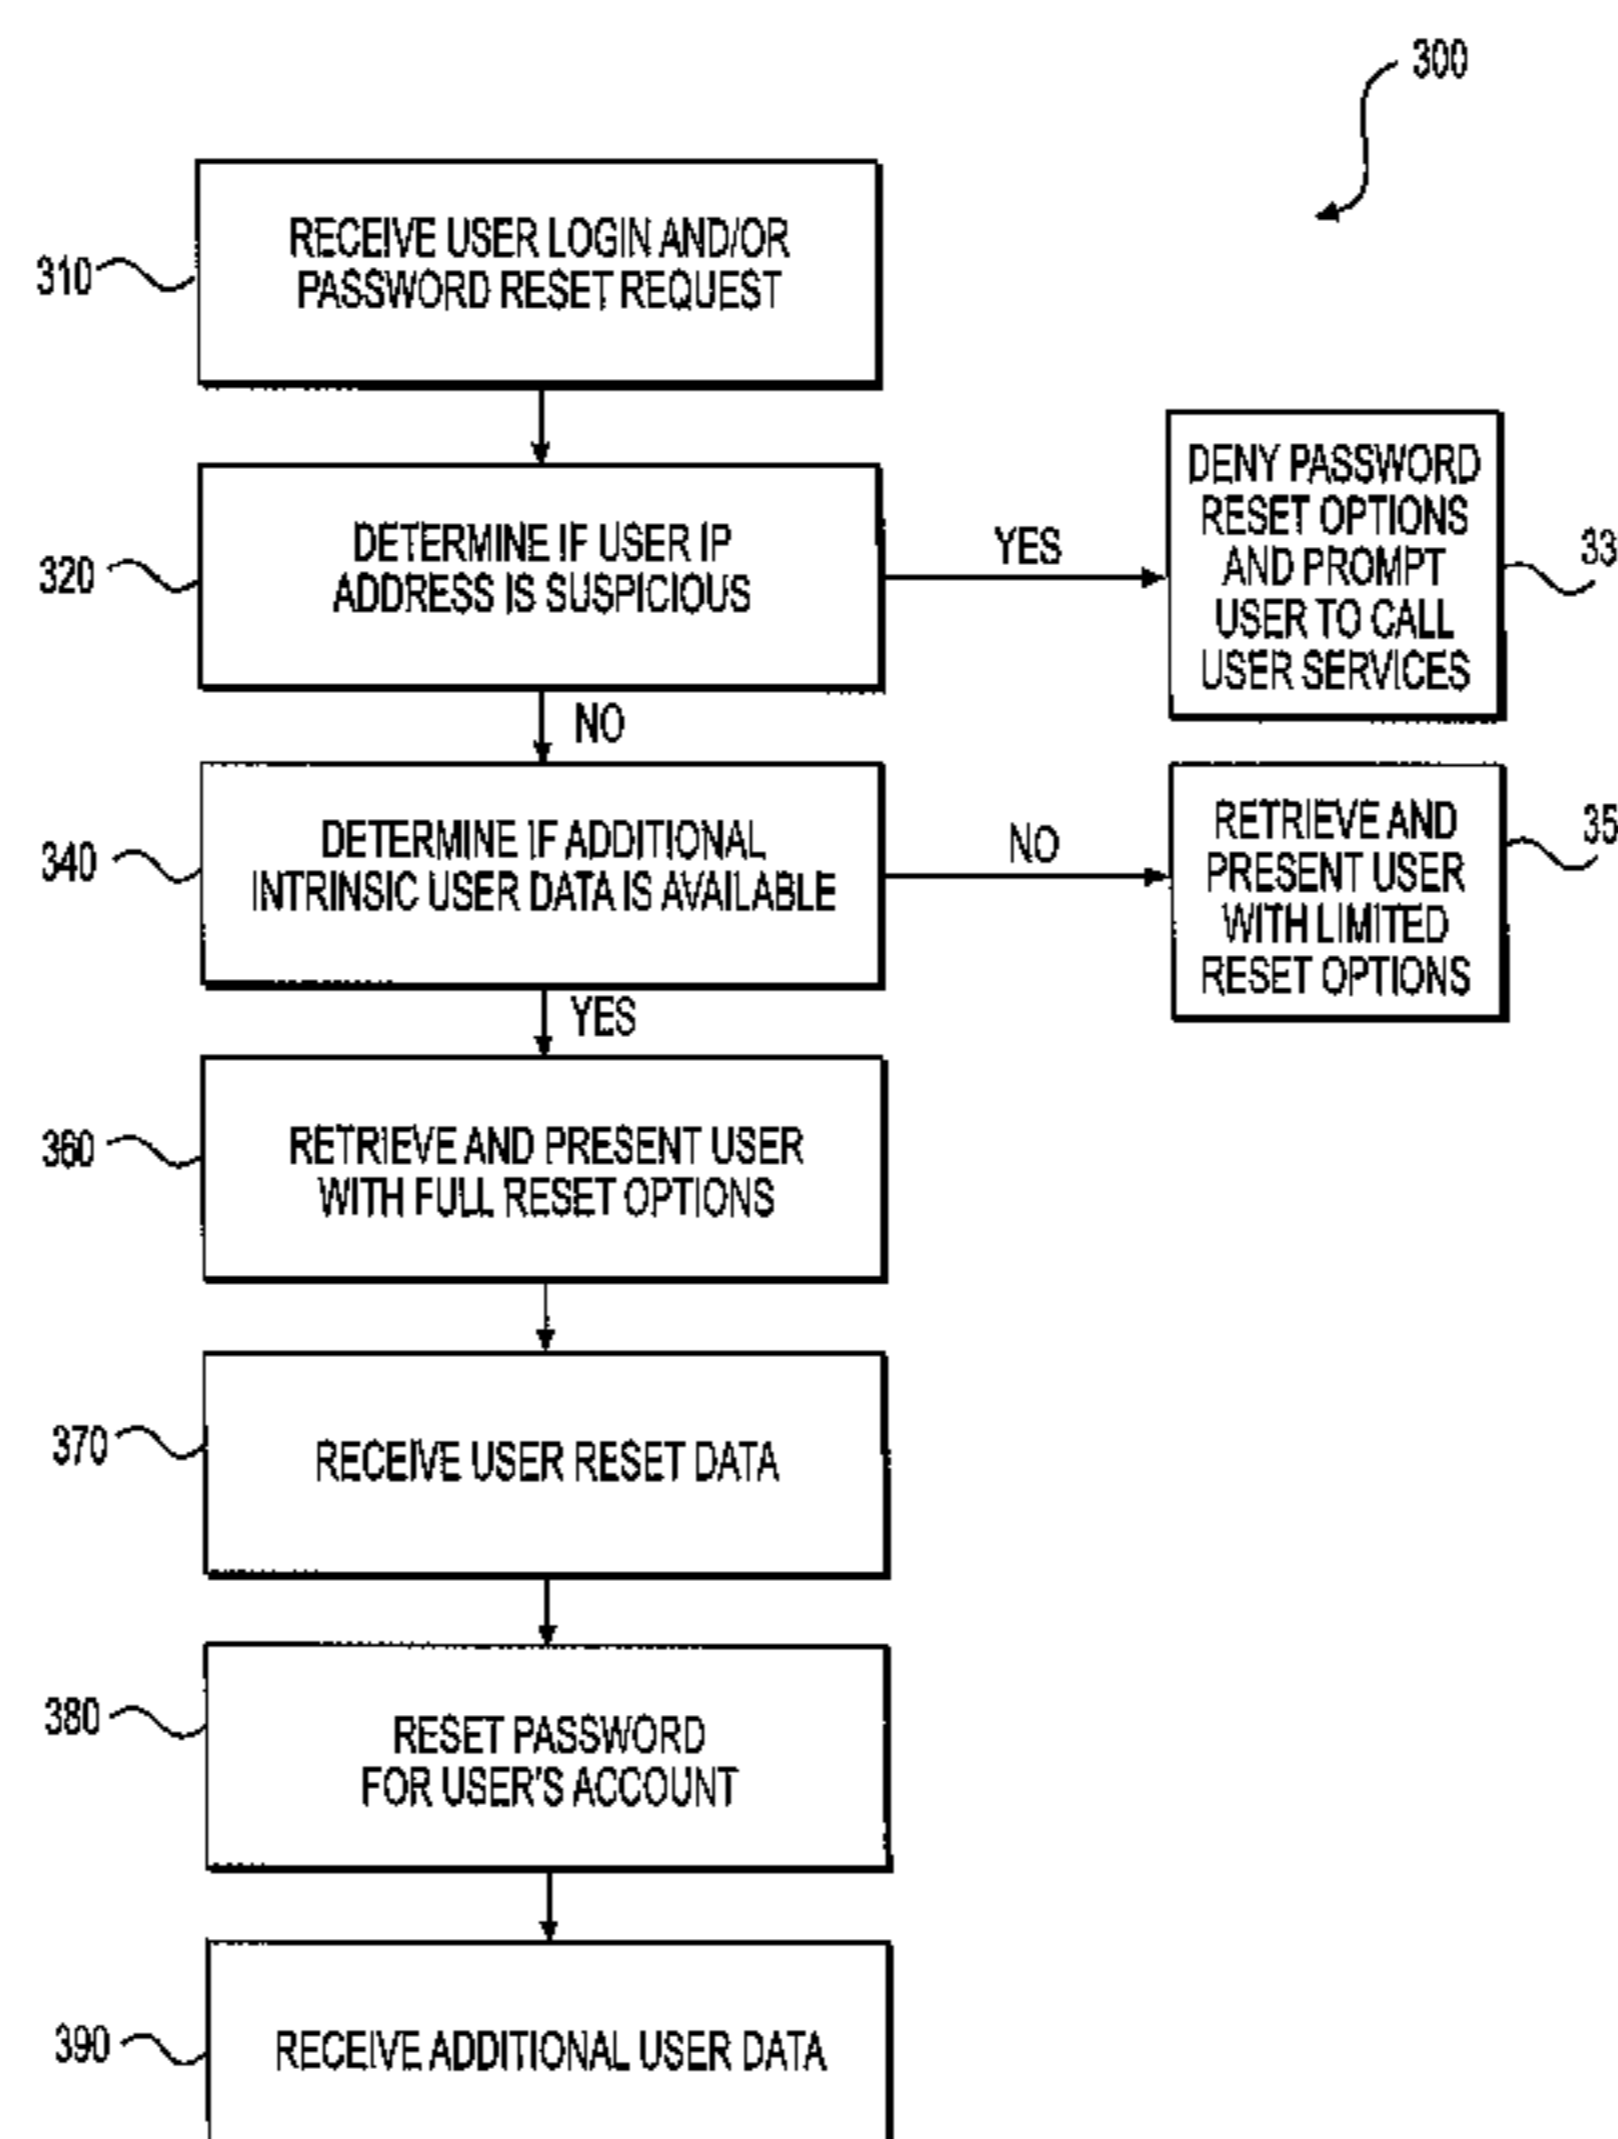 300
310
RECEIVE USER LOGIN AND/OR
PASSWORD RESET REQUEST
320
DETERMINE IF USER IP
ADDRESS IS SUSPICIOUS
YES
DENY PASSWORD
RESET OPTIONS
AND PROMPT
USER TO CALL
USER SERVICES
33
NO
340
DETERMINE IF ADDITIONAL
INTRINSIC USER DATA IS AVAILABLE
NO
RETRIEVE AND
PRESENT USER
WITH LIMITED
RESET OPTIONS
35
YES
360
RETRIEVE AND PRESENT USER
WITH FULL RESET OPTIONS
370
RECEIVE USER RESET DATA
380
RESET PASSWORD
FOR USER'S ACCOUNT
390
RECEIVE ADDITIONAL USER DATA